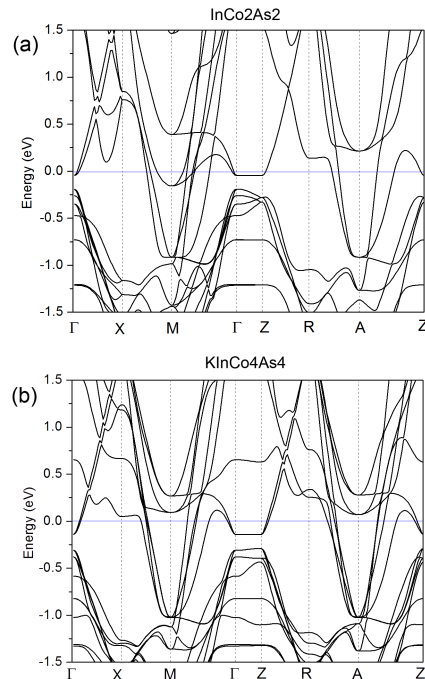 InCo2As2
(a)
1.5
1.0
0.5
0.0
-0.5
-1.0
-1.5
Energy (eV)
Γ X M Γ Z R A Z
KInCo4As4
(b)
1.5
1.0
0.5
0.0
-0.5
-1.0
-1.5
Energy (eV)
Γ X M Γ Z R A Z